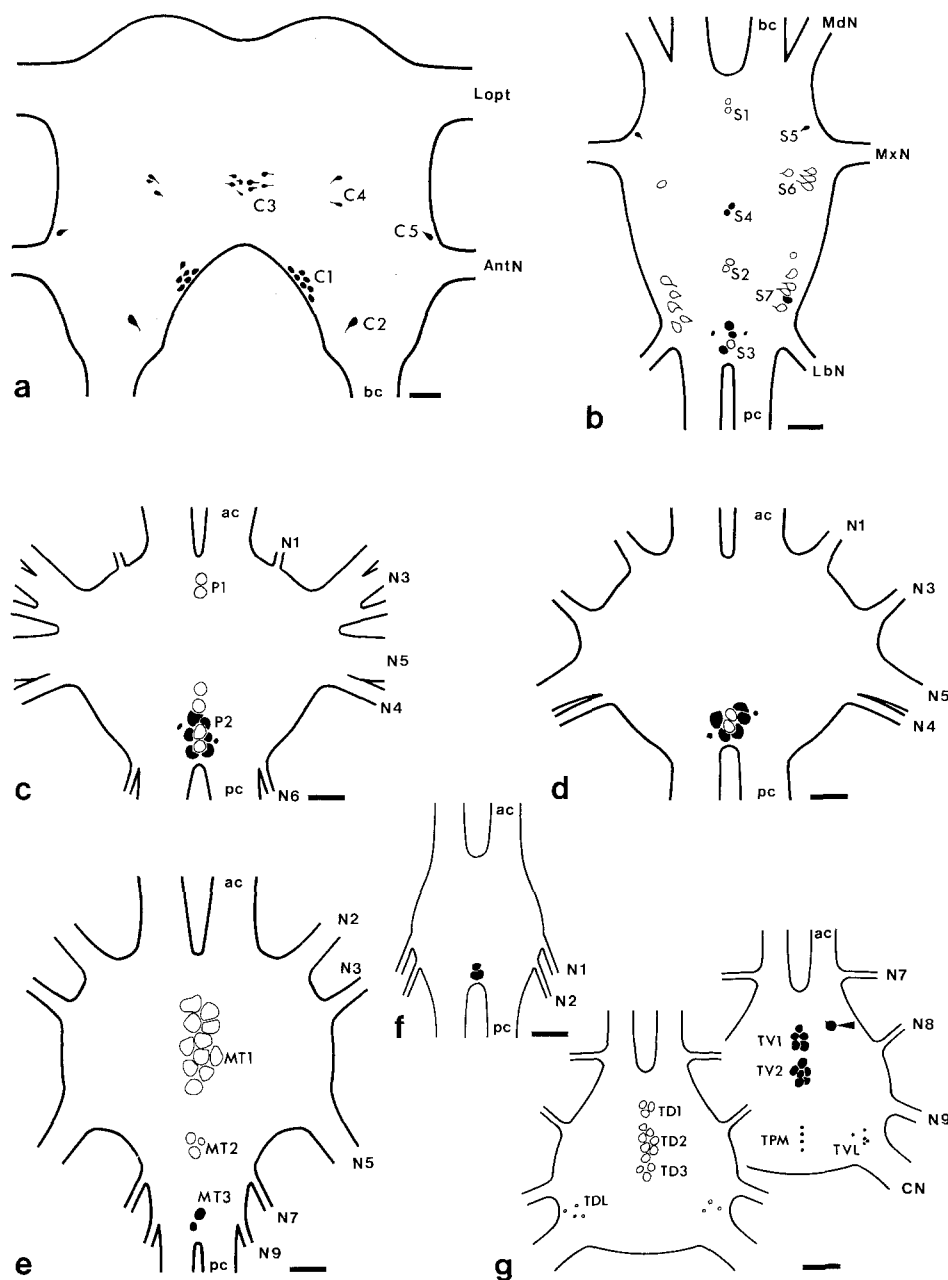 Lopt
C3
C4
C5
AntN
C1
C2
bc
a
bc
MdN
S1
S5
MxN
S6
S4
S2
S7
S3
LbN
pc
b
ac
N1
P1
N3
N5
N4
P2
pc
N6
c
ac
N1
N3
N5
N4
pc
d
ac
N2
N3
MT1
MT2
N5
MT3
N7
N9
pc
e
ac
N1
N2
pc
f
ac
N7
N8
TV1
TV2
N9
TPM
TVL
CN
TD1
TD2
TD3
TDL
g